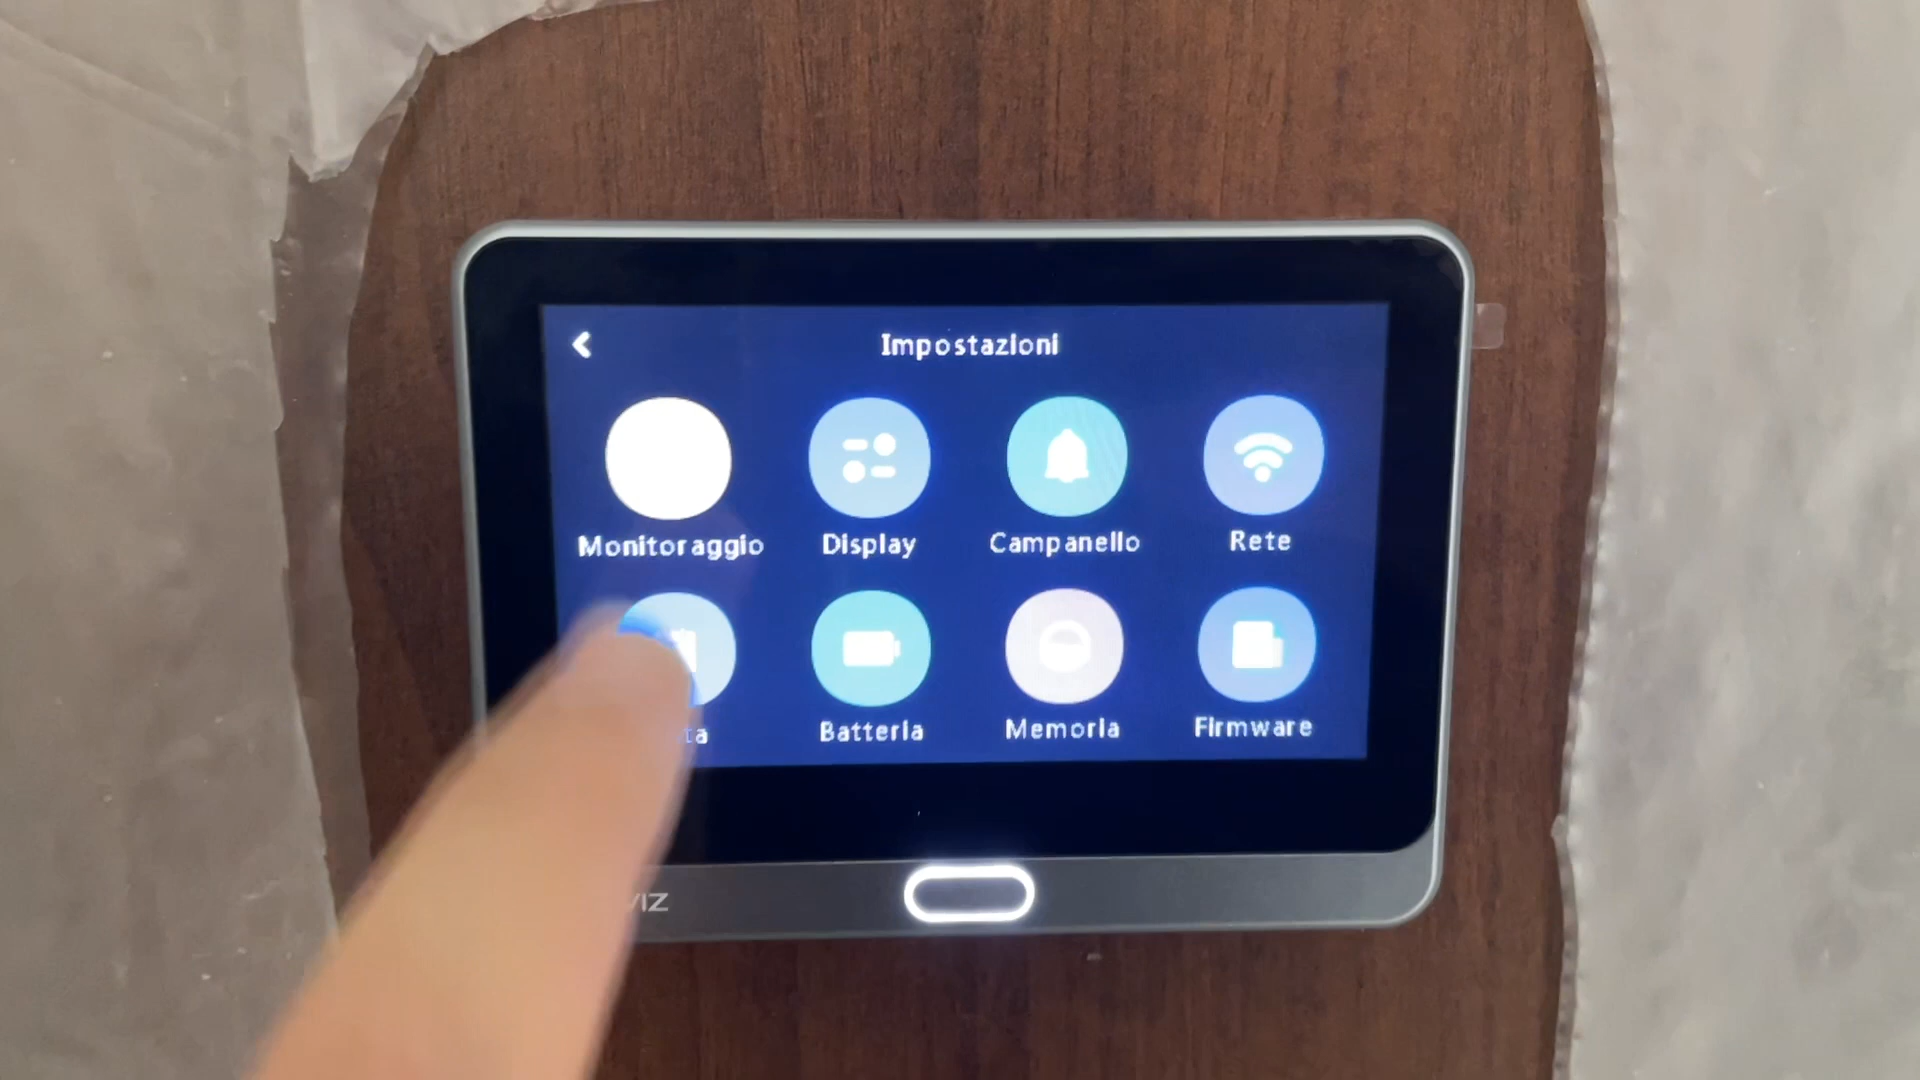 Impostazioni
Monitoraggio Display Campanello Rete
Batteria Memoria Firmware